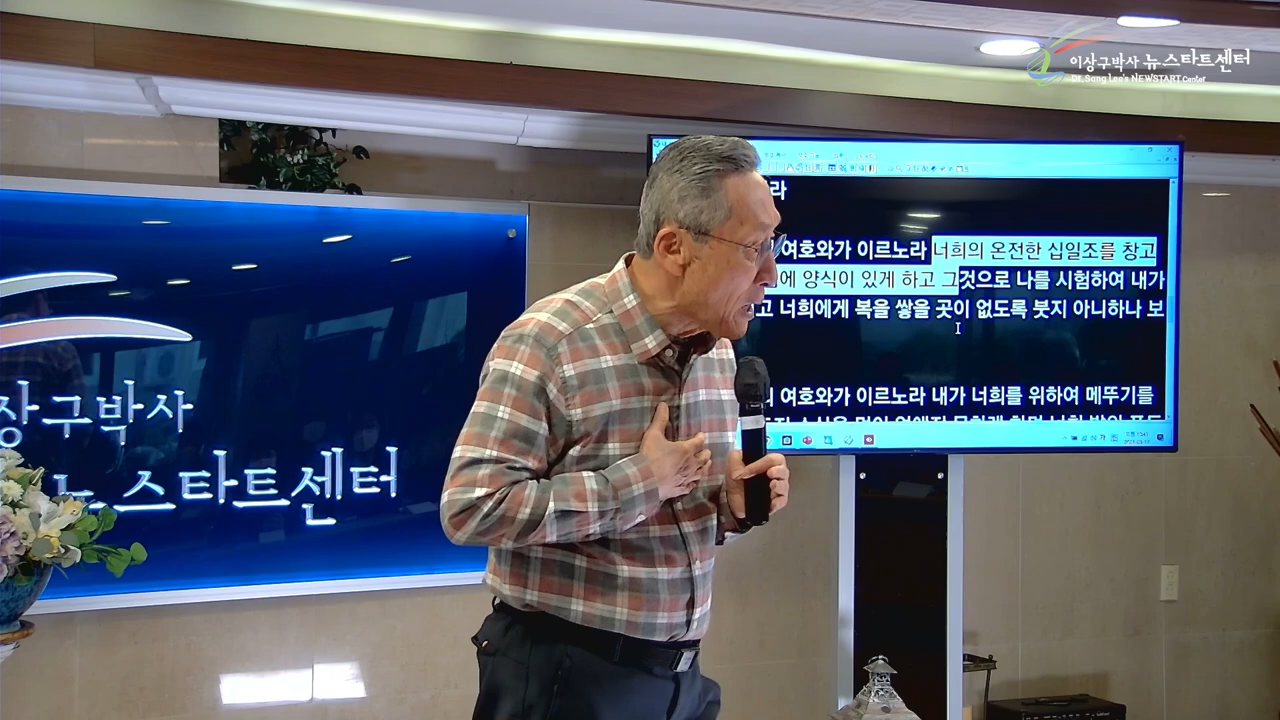 이상구박사 뉴스타트센터
Dr. Sang Lee's NEWSTART Center
라
여호와가 이르노라 너희의 온전한 십일조를 창고
에 양식이 있게 하고 그것으로 나를 시험하여 내가
고 너희에게 복을 쌓을 곳이 없도록 붓지 아니하나 보
의 여호와가 이르노라 내가 너희를 위하여 메뚜기를
상구박사
뉴스타트센터